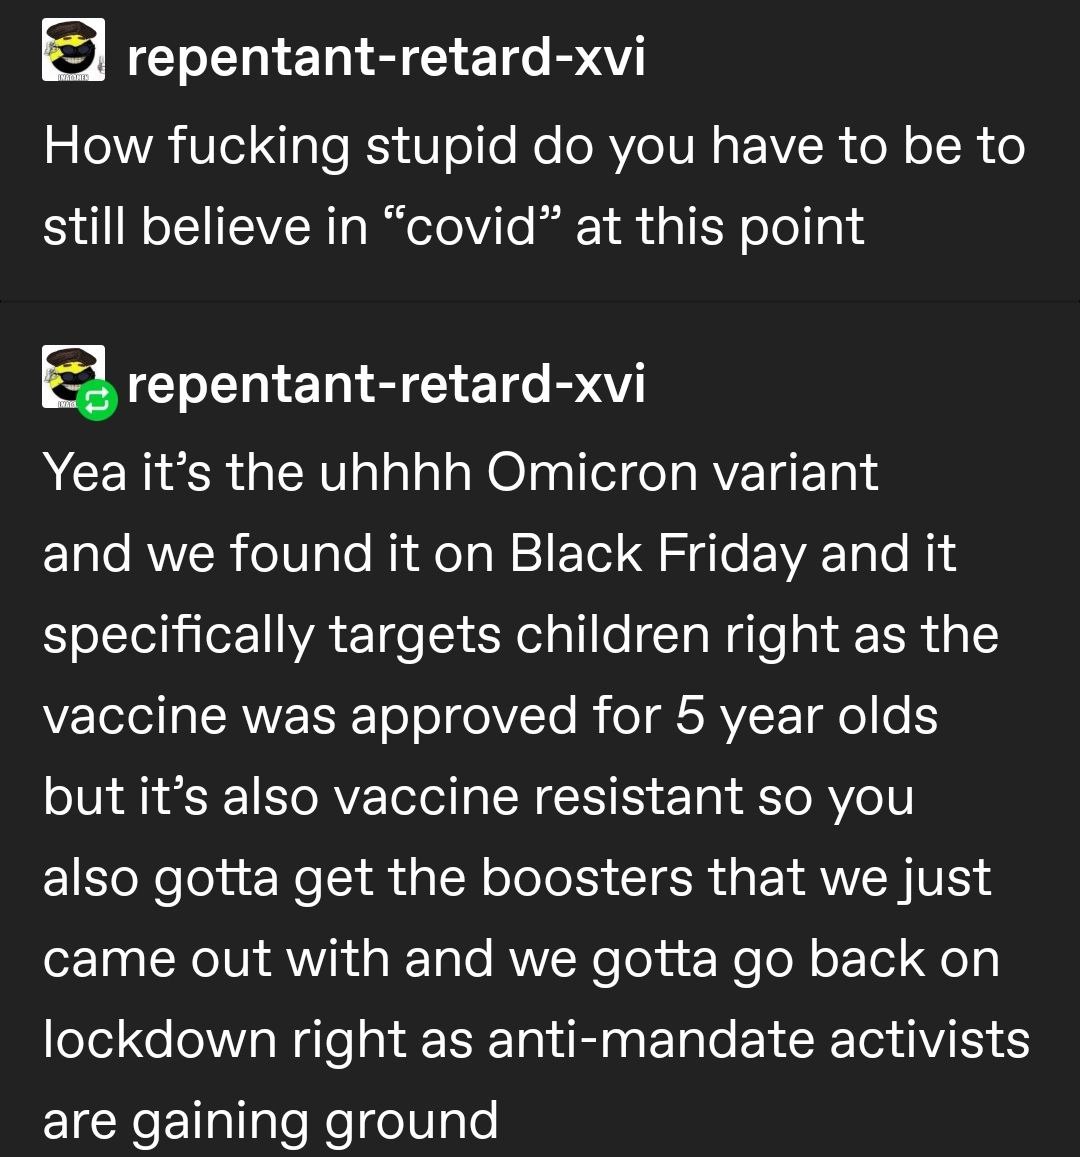 repentant-retard-xvi
How fucking stupid do you have to be to
still believe in “covid” at this point
repentant-retard-xvi
Yea it’s the uhhhh Omicron variant
and we found it on Black Friday and it
specifically targets children right as the
vaccine was approved for 5 year olds
but it’s also vaccine resistant so you
also gotta get the boosters that we just
came out with and we gotta go back on
lockdown right as anti-mandate activists
are gaining ground